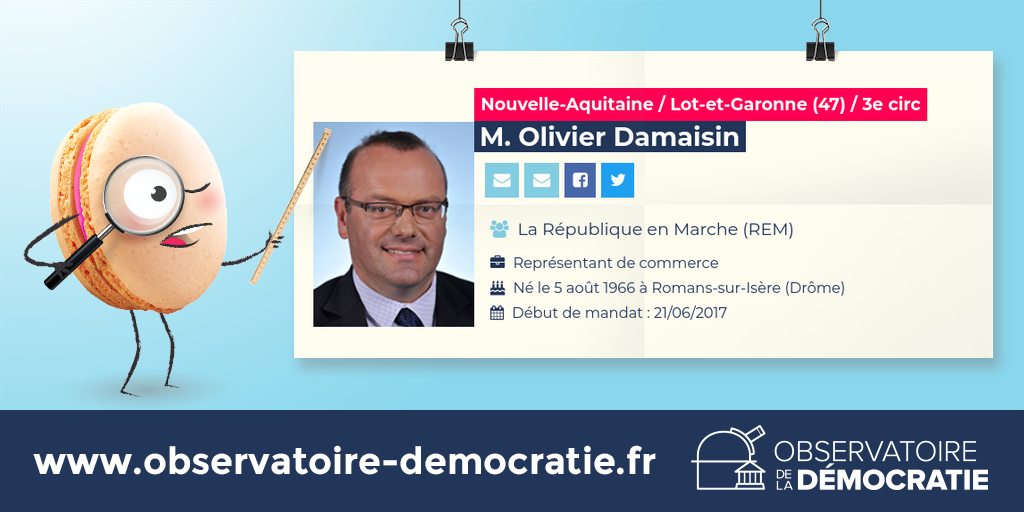 Nouvelle-Aquitaine / Lot-et-Garonne (47) / 3e circ
M. Olivier Damaisin
La République en Marche (REM)
Représentant de commerce
Né le 5 août 1966 à Romans-sur-Isère (Drôme)
Début de mandat : 21/06/2017
www.observatoire-democratie.fr
OBSERVATOIRE
DE LA DÉMOCRATIE